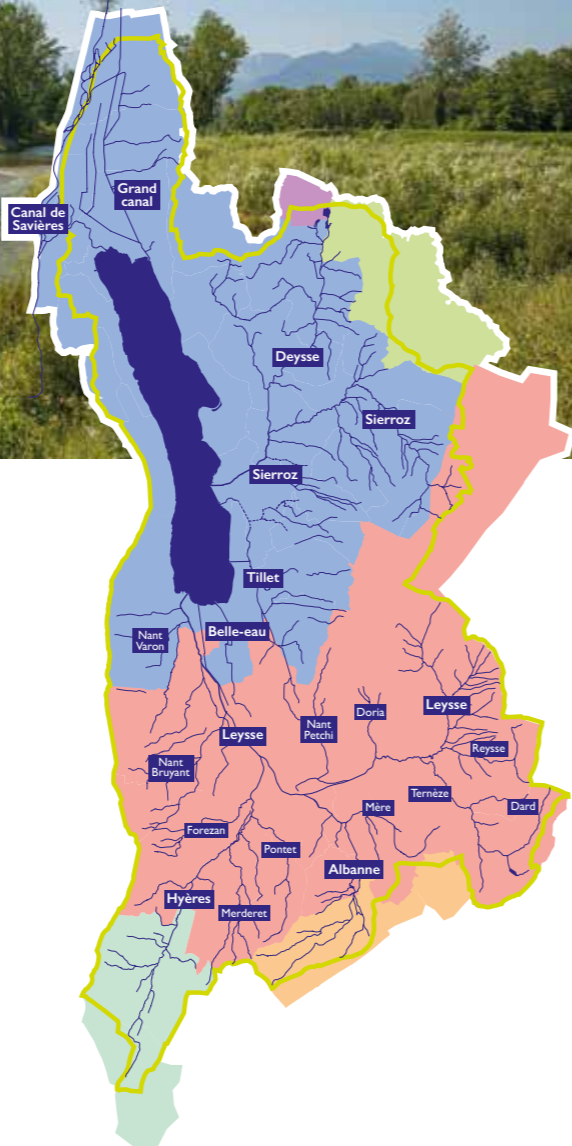 Grand
canal
Canal de
Savières
Deysse
Sierroz
Sierroz
Tillet
Belle-eau
Nant
Varon
Leysse
Nant
Petchi
Doria
Leysse
Reysse
Nant
Bruyant
Ternèze
Mère
Dard
Forezan
Pontet
Albanne
Hyères
Merderet